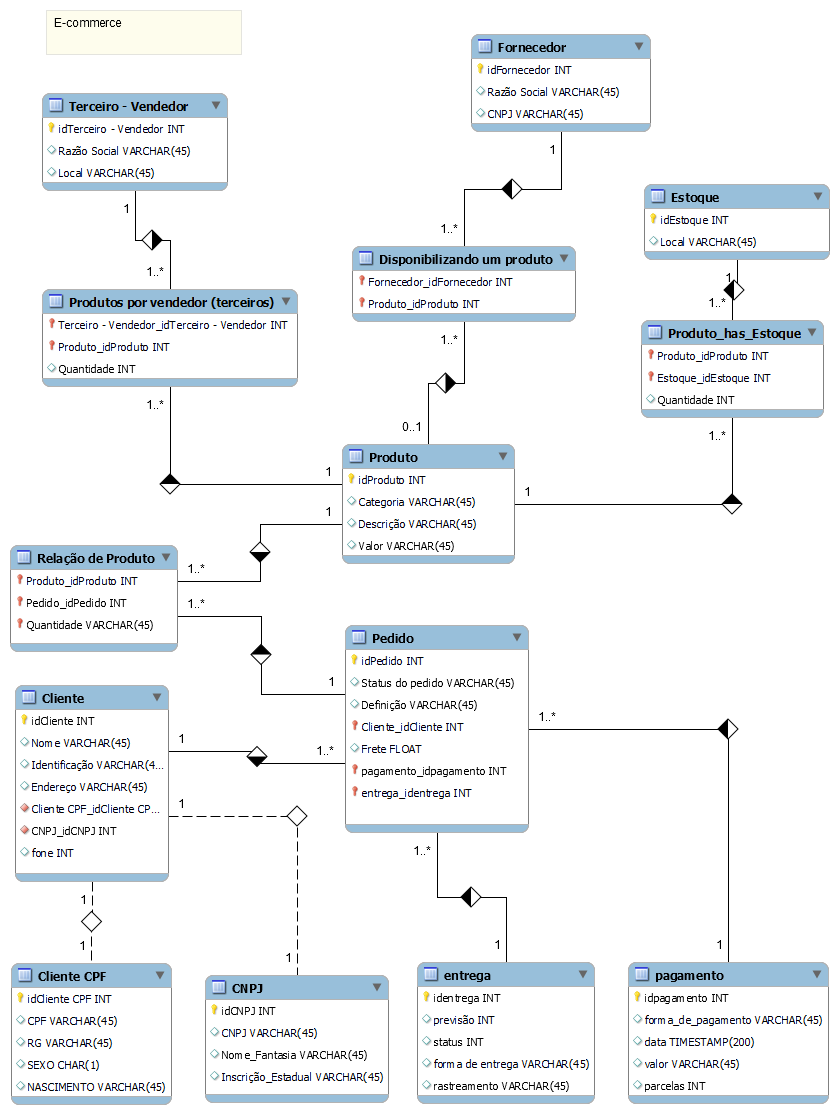 E-commerce
Fornecedor
idFornecedor INT
Razão Social VARCHAR(45)
CNPJ VARCHAR(45)
1
1..*
Terceiro - Vendedor
idTerceiro - Vendedor INT
Razão Social VARCHAR(45)
Local VARCHAR(45)
1
1..*
Estoque
idEstoque INT
Local VARCHAR(45)
1
1..*
Disponibilizando um produto
Fornecedor_idFornecedor INT
Produto_idProduto INT
1..*
0..1
Produtos por vendedor (terceiros)
Terceiro - Vendedor_idTerceiro - Vendedor INT
Produto_idProduto INT
Quantidade INT
1..*
1
Produto_has_Estoque
Produto_idProduto INT
Estoque_idEstoque INT
Quantidade INT
1..*
1
Produto
idProduto INT
Categoria VARCHAR(45)
Descrição VARCHAR(45)
Valor VARCHAR(45)
1
1..*
Relação de Produto
Produto_idProduto INT
Pedido_idPedido INT
Quantidade VARCHAR(45)
1..*
1
Pedido
idPedido INT
Status do pedido VARCHAR(45)
Definição VARCHAR(45)
Cliente_idCliente INT
Frete FLOAT
pagamento_idpagamento INT
entrega_identrega INT
1..*
1..*
1..*
Cliente
idCliente INT
Nome VARCHAR(45)
Identificação VARCHAR(4...
Endereço VARCHAR(45)
Cliente CPF_idCliente CP...
CNPJ_idCNPJ INT
fone INT
1
1
1
1
1
1
1
Cliente CPF
idCliente CPF INT
CPF VARCHAR(45)
RG VARCHAR(45)
SEXO CHAR(1)
NASCIMENTO VARCHAR(45)
CNPJ
idCNPJ INT
CNPJ VARCHAR(45)
Nome_Fantasia VARCHAR(45)
Inscrição_Estadual VARCHAR(45)
entrega
identrega INT
previsão INT
status INT
forma de entrega VARCHAR(45)
rastreamento VARCHAR(45)
pagamento
idpagamento INT
forma_de_pagamento VARCHAR(45)
data TIMESTAMP(200)
valor VARCHAR(45)
parcelas INT